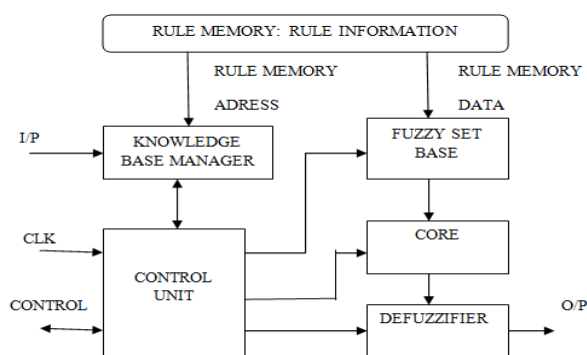 RULE MEMORY: RULE INFORMATION
RULE MEMORY
ADRESS
RULE MEMORY
DATA
I/P
KNOWLEDGE
BASE MANAGER
FUZZY SET
BASE
CLK
CONTROL
UNIT
CORE
CONTROL
DEFUZZIFIER
O/P